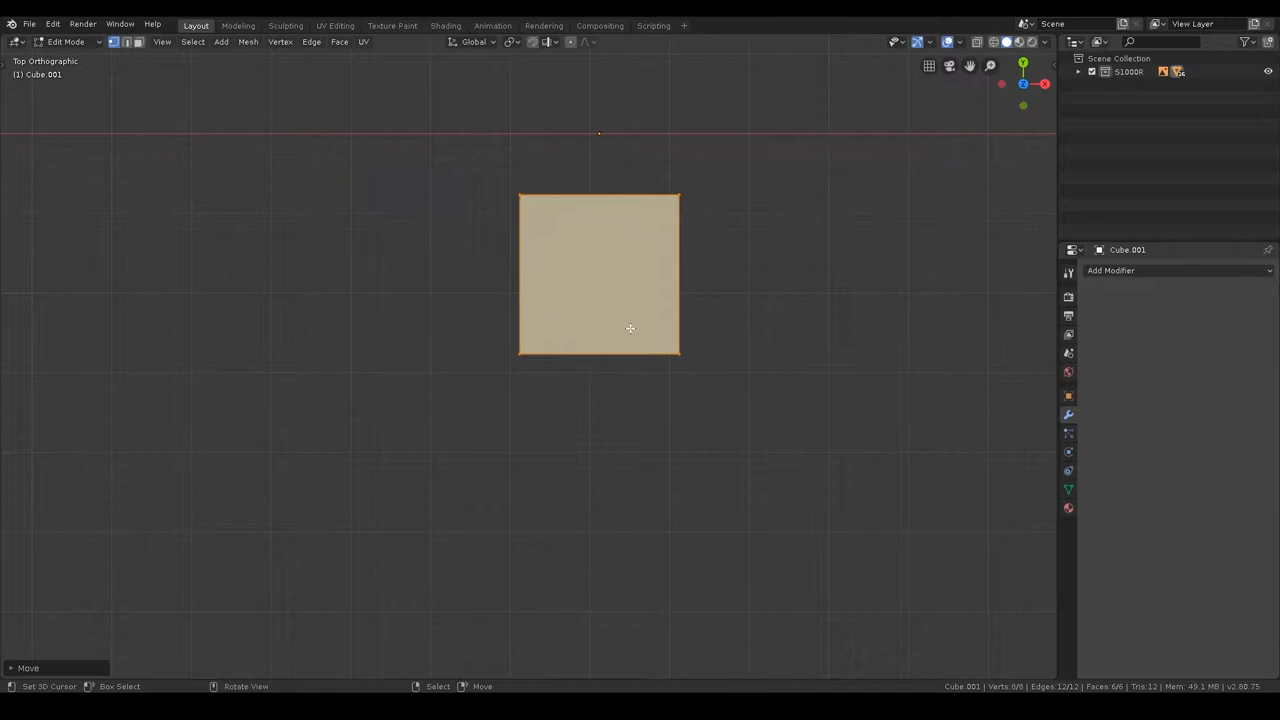 File Edit Render Window Help Layout Modeling Sculpting UV Editing Texture Paint Shading Animation Rendering Compositing Scripting + Scene View Layer
Edit Mode View Select Add Mesh Vertex Edge Face UV Global
Top Orthographic
(1) Cube.001
Y
X
Z
Scene Collection
S1000R
Cube.001
Add Modifier
Move
Set 3D Cursor Box Select Rotate View Select Move Cube.001 | Verts:8/8 | Edges:12/12 | Faces:6/6 | Tris:12 | Mem: 49.1 MB | v2.80.75